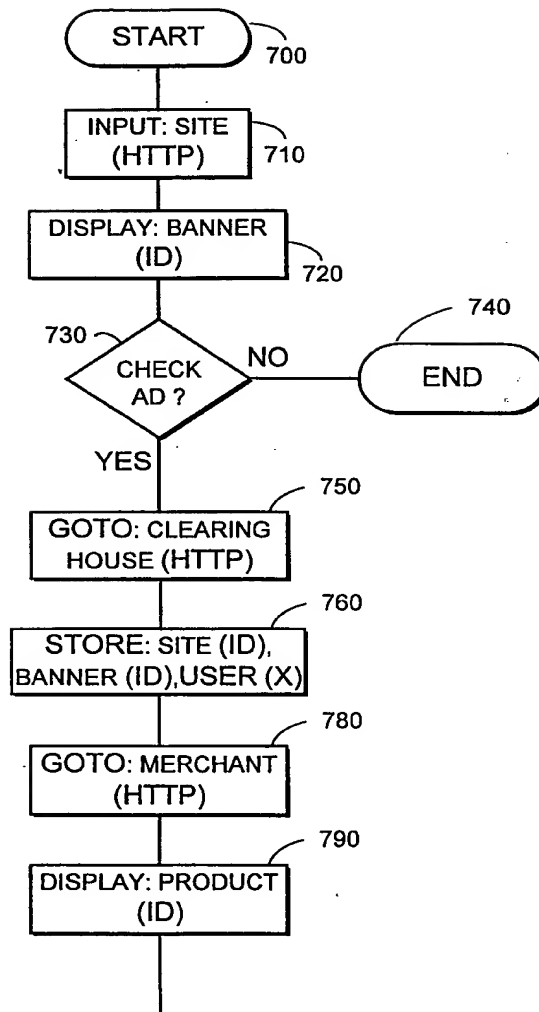 START
700
INPUT: SITE
(HTTP)
710
DISPLAY: BANNER
(ID)
720
730
CHECK
AD ?
NO
740
END
YES
750
GOTO: CLEARING
HOUSE (HTTP)
760
STORE: SITE (ID),
BANNER (ID),USER (X)
780
GOTO: MERCHANT
(HTTP)
790
DISPLAY: PRODUCT
(ID)